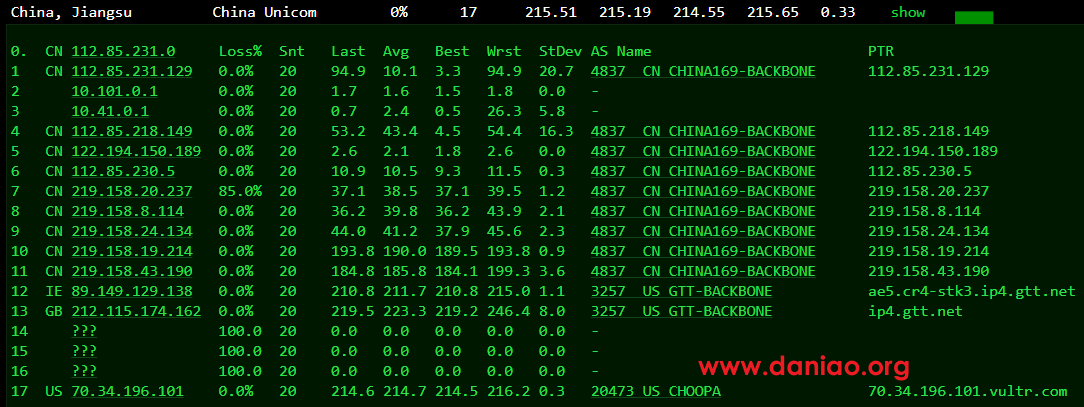 China, Jiangsu China Unicom 0% 17 215.51 215.19 214.55 215.65 0.33 show
0. CN 112.85.231.0 Loss% Snt Last Avg Best Wrst StDev AS Name PTR
1 CN 112.85.231.129 0.0% 20 94.9 10.1 3.3 94.9 20.7 4837 CN CHINA169-BACKBONE 112.85.231.129
2 10.101.0.1 0.0% 20 1.7 1.6 1.5 1.8 0.0 -
3 10.41.0.1 0.0% 20 0.7 2.4 0.5 26.3 5.8 -
4 CN 112.85.218.149 0.0% 20 53.2 43.4 4.5 54.4 16.3 4837 CN CHINA169-BACKBONE 112.85.218.149
5 CN 122.194.150.189 0.0% 20 2.6 2.1 1.8 2.6 0.0 4837 CN CHINA169-BACKBONE 122.194.150.189
6 CN 112.85.230.5 0.0% 20 10.9 10.5 9.3 11.5 0.3 4837 CN CHINA169-BACKBONE 112.85.230.5
7 CN 219.158.20.237 85.0% 20 37.1 38.5 37.1 39.5 1.2 4837 CN CHINA169-BACKBONE 219.158.20.237
8 CN 219.158.8.114 0.0% 20 36.2 39.8 36.2 43.9 2.1 4837 CN CHINA169-BACKBONE 219.158.8.114
9 CN 219.158.24.134 0.0% 20 44.0 41.2 37.9 45.6 2.3 4837 CN CHINA169-BACKBONE 219.158.24.134
10 CN 219.158.19.214 0.0% 20 193.8 190.0 189.5 193.8 0.9 4837 CN CHINA169-BACKBONE 219.158.19.214
11 CN 219.158.43.190 0.0% 20 184.8 185.8 184.1 199.3 3.6 4837 CN CHINA169-BACKBONE 219.158.43.190
12 IE 89.149.129.138 0.0% 20 210.8 211.7 210.8 215.0 1.1 3257 US GTT-BACKBONE ae5.cr4-stk3.ip4.gtt.net
13 GB 212.115.174.162 0.0% 20 219.5 223.3 219.2 246.4 8.0 3257 US GTT-BACKBONE ip4.gtt.net
14 ??? 100.0 20 0.0 0.0 0.0 0.0 0.0 -
15 ??? 100.0 20 0.0 0.0 0.0 0.0 0.0 -
16 ??? 100.0 20 0.0 0.0 0.0 0.0 0.0 -
www.daniao.org
17 US 70.34.196.101 0.0% 20 214.6 214.7 214.5 216.2 0.3 20473 US CHOOPA 70.34.196.101.vultr.com